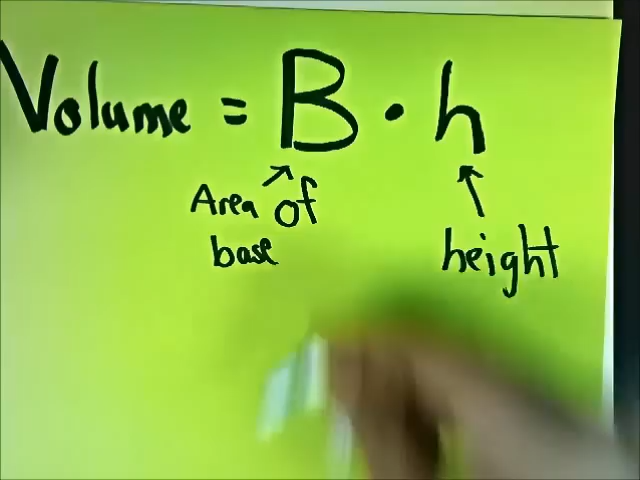 Volume = B · h
Area of
base
height